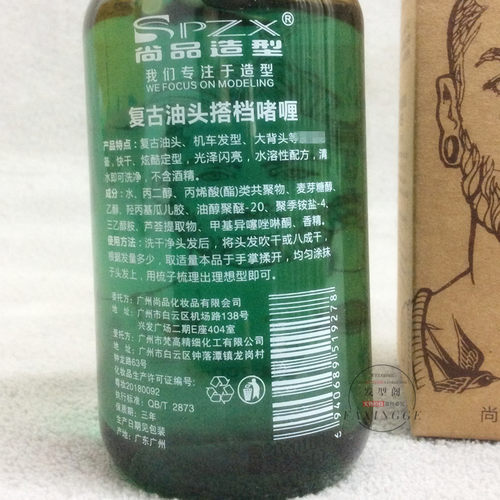 SPZX®
尚品造型
我们专注于造型
WE FOCUS ON MODELING
复古油头搭档啫喱
产品特点：复古油头、机车发型、大背头等
备，快干、炫酷定型，光泽闪亮，水溶性配方，清
水即可洗净，不含酒精。
成分：水、丙二醇、丙烯酸(酯)类共聚物、麦芽糖醇、
乙醇、羟丙基瓜儿胶、油醇聚醚-20、聚季铵盐-4、
三乙醇胺、芦荟提取物、甲基异噻唑啉酮、香精。
使用方法：洗干净头发后，将头发吹干或八成干，
根据发量多少，取适量本品于手掌揉开，均匀涂抹
于头发上，用梳子梳理出理想型即可。
委托方：广州尚品化妆品有限公司
地址：广州市白云区机场路138号
兴发广场二期E座404室
受托方：广州市梵高精细化工有限公司
地址：广州市白云区钟落潭镇龙岗村
钟龙路63号
化妆品生产许可证编号：
粤妆20180092
执行标准：QB/T 2873
保质期：三年
生产日期见包装
产地：广东广州
6940689519278
发型阁
FAXINGGE
尚